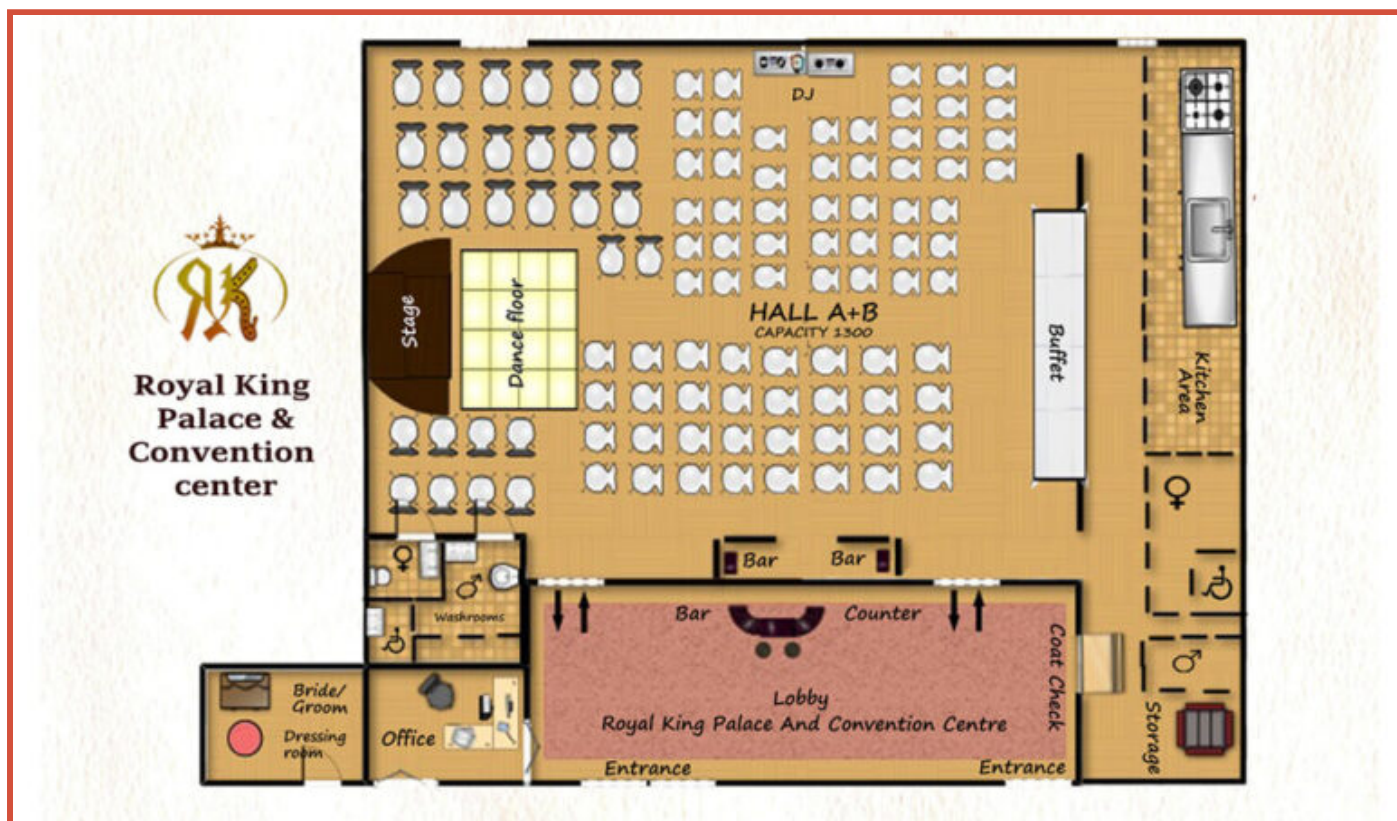 DJ
Stage
Dance floor
HALL A+B
CAPACITY 1300
Buffet
Kitchen
Area
RK
Royal King
Palace &
Convention
center
Bar
Bar
Washrooms
Bar
Counter
Coat Check
Lobby
Royal King Palace And Convention Centre
Bride/
Groom
Dressing
room
Office
Storage
Entrance
Entrance